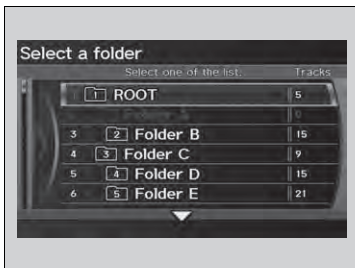 Select a folder
Select one of the list. Tracks
1 ROOT 5
Folder A 0
3 2 Folder B 15
4 3 Folder C 9
5 4 Folder D 15
6 5 Folder E 21